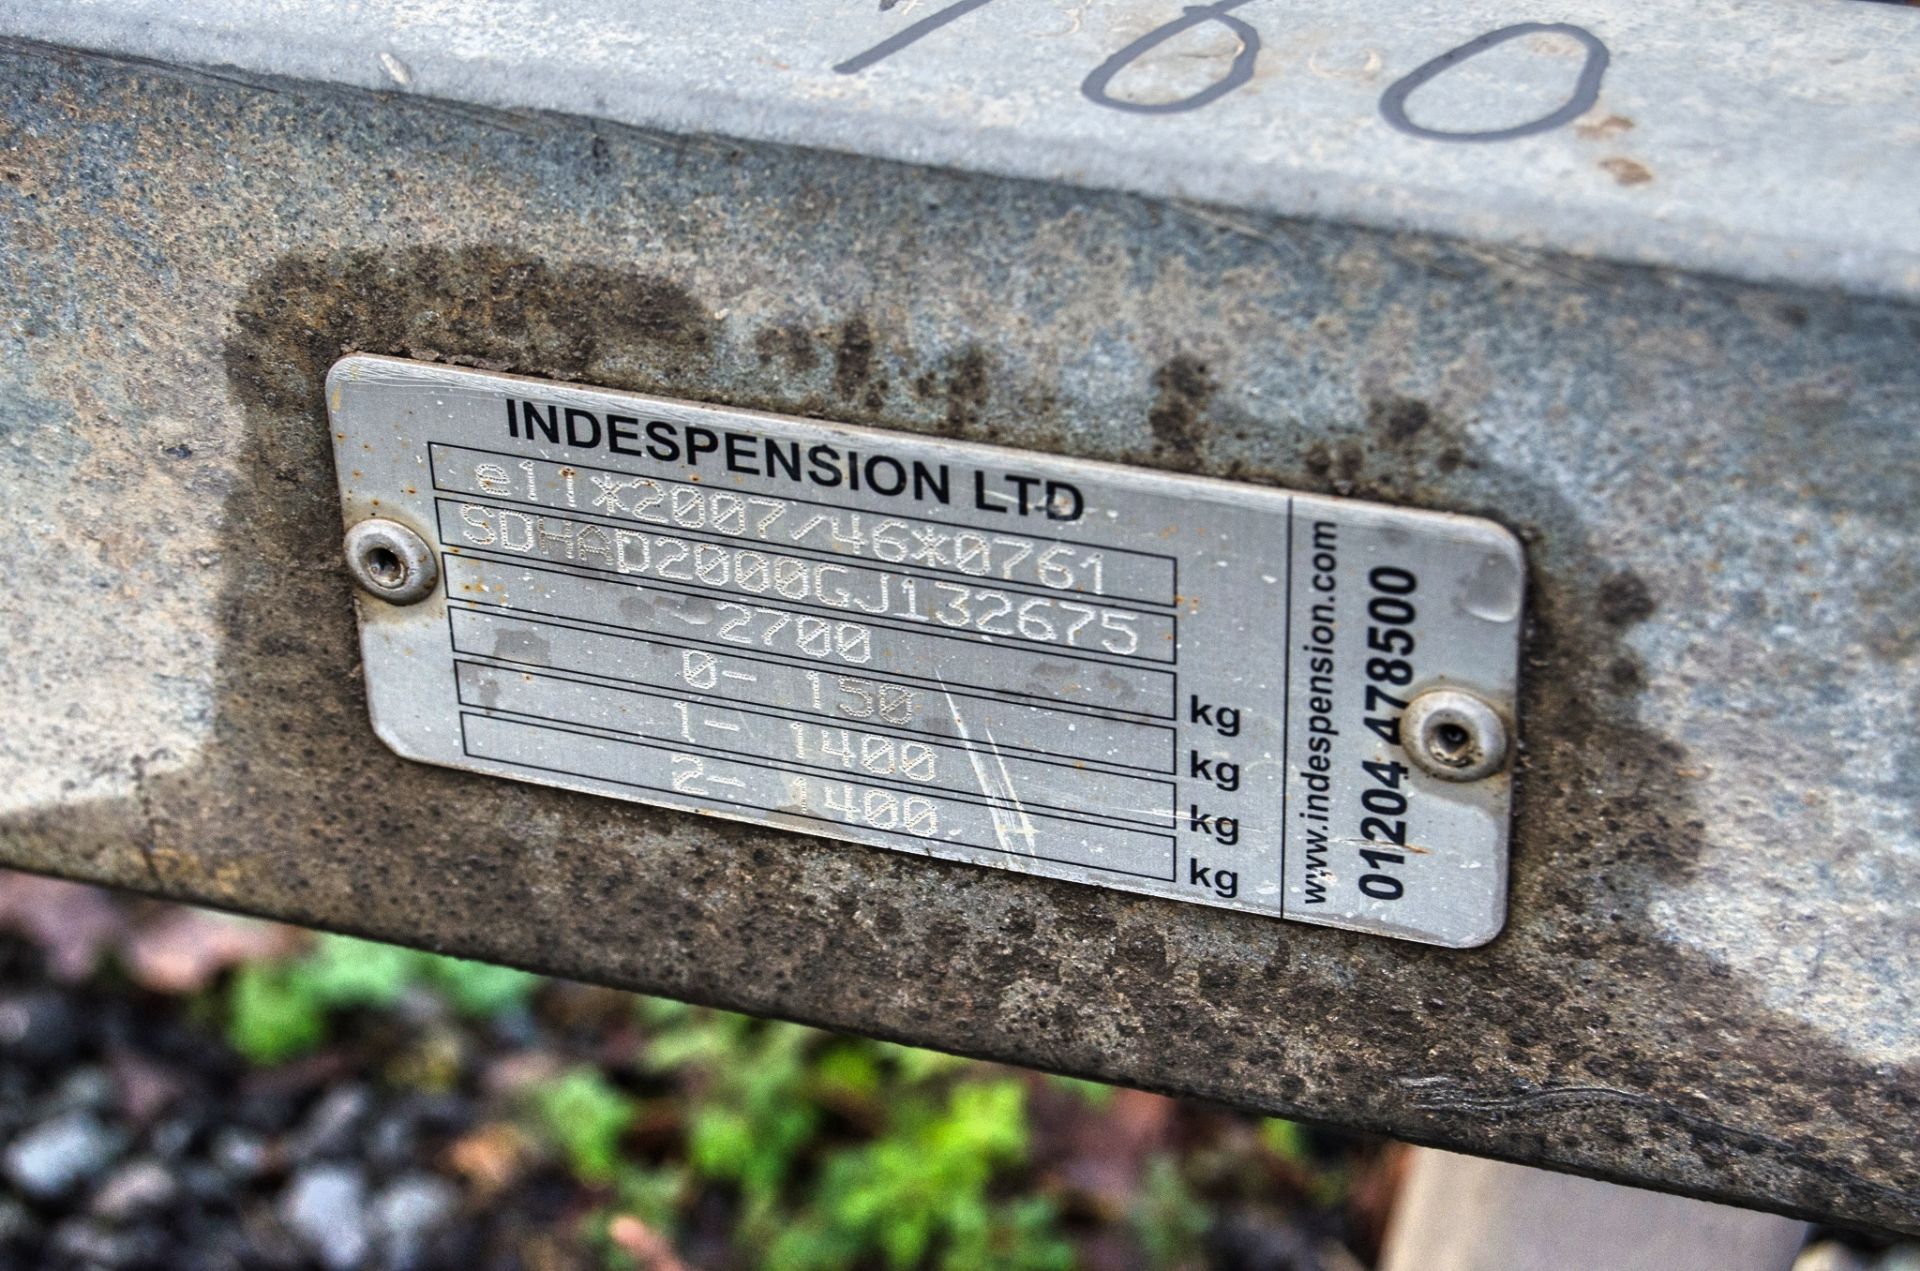 100
INDESPENSION LTD
e11*2007/46*0761
SDHAD2000GJ132675
2700 kg
0- 150 kg
1- 1400 kg
2- 1400 kg
www.indespension.com
01204 478500